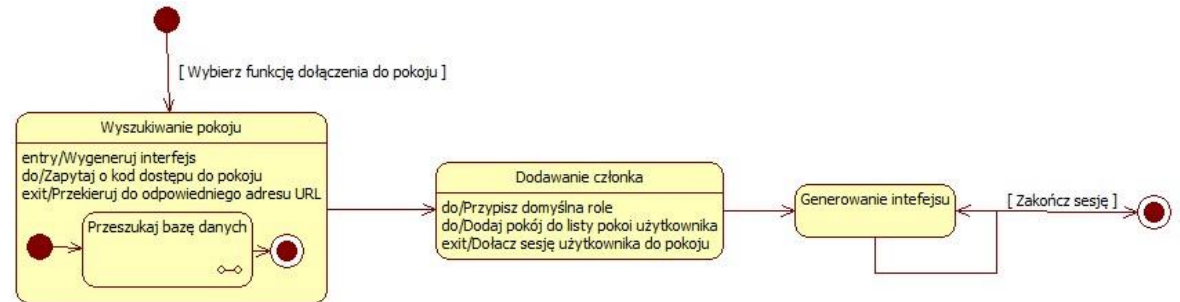 [ Wybierz funkcję dołączenia do pokoju ]
Wyszukiwanie pokoju
entry/Wygeneruj interfejs
do/Zapytaj o kod dostępu do pokoju
exit/Przekieruj do odpowiedniego adresu URL
Przeszukaj bazę danych
Dodawanie członka
do/Przypisz domyślna role
do/Dodaj pokój do listy pokoi użytkownika
exit/Dołacz sesję użytkownika do pokoju
Generowanie intefejsu
[ Zakończ sesję ]